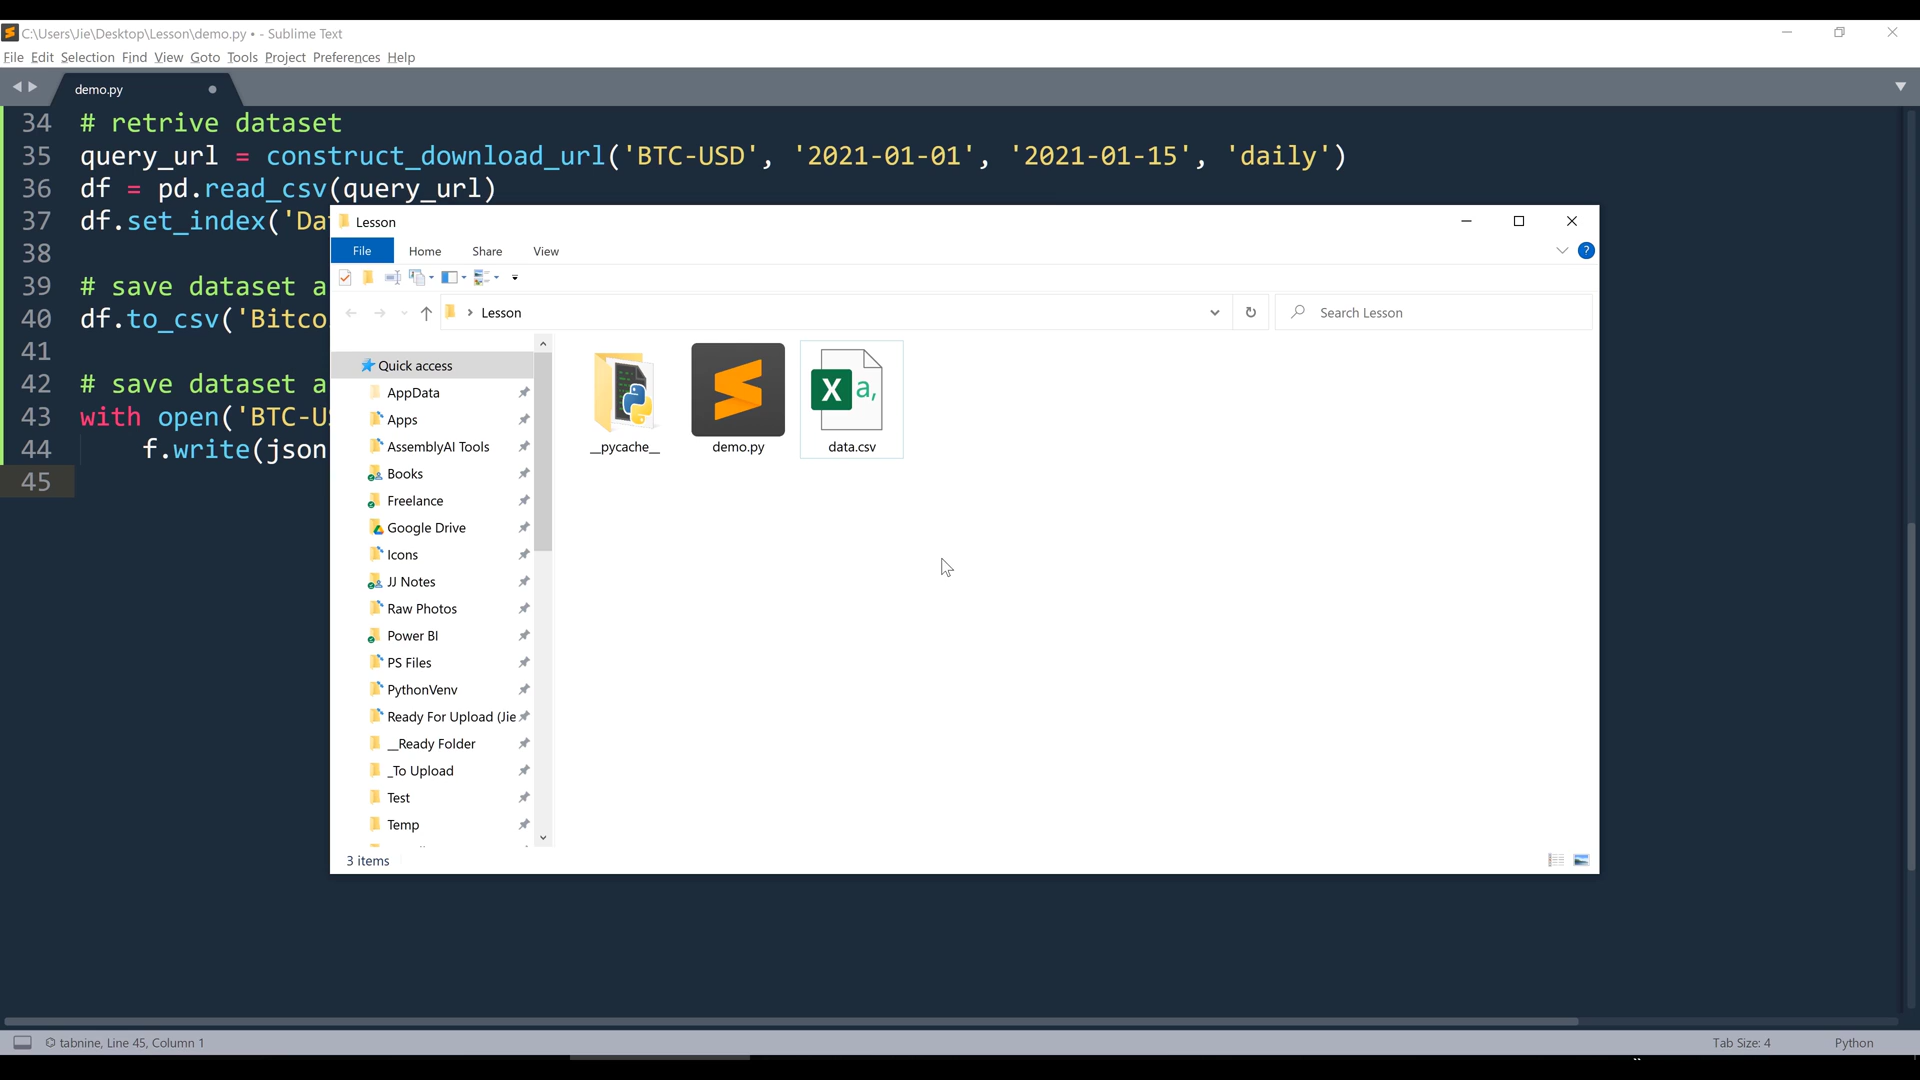 C:\Users\Jie\Desktop\Lesson\demo.py • - Sublime Text
File Edit Selection Find View Goto Tools Project Preferences Help
demo.py
34 # retrive dataset
35 query_url = construct_download_url('BTC-USD', '2021-01-01', '2021-01-15', 'daily')
36 df = pd.read_csv(query_url)
37 df.set_index('Da
38
39 # save dataset a
40 df.to_csv('Bitco
41
42 # save dataset a
43 with open('BTC-U
44 f.write(json
45
Lesson
File Home Share View
Lesson
Search Lesson
Quick access
AppData
Apps
AssemblyAI Tools
Books
Freelance
Google Drive
Icons
JJ Notes
Raw Photos
Power BI
PS Files
PythonVenv
Ready For Upload (Jie
__Ready Folder
_To Upload
Test
Temp
__pycache__
demo.py
X a,
data.csv
3 items
tabnine, Line 45, Column 1
Tab Size: 4
Python